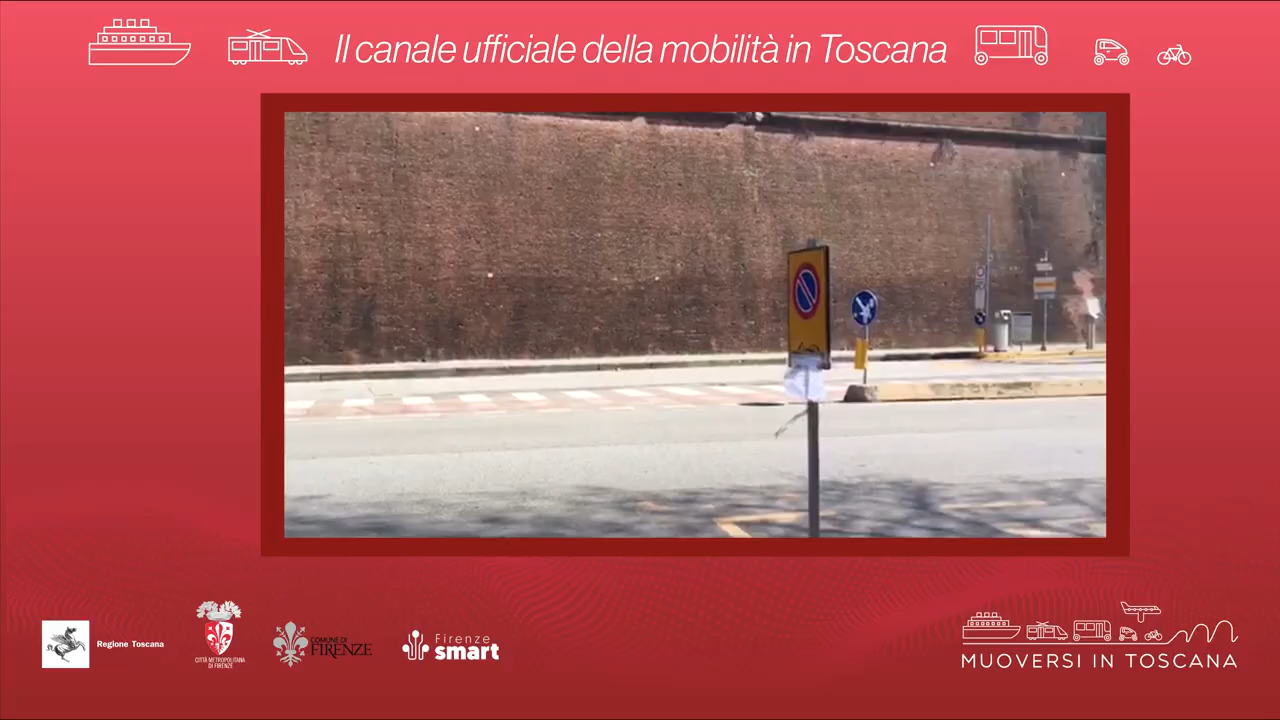 Il canale ufficiale della mobilità in Toscana
Regione Toscana
CITTÀ METROPOLITANA
DI FIRENZE
COMUNE DI
FIRENZE
Firenze
smart
MUOVERSI IN TOSCANA